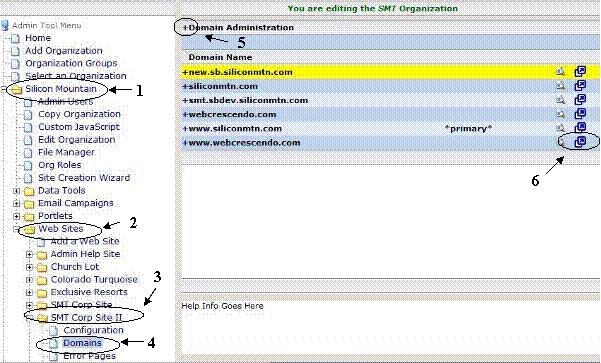 You are editing the SMT Organization
Admin Tool Menu
Home
Add Organization
Organization Groups
Select an Organization
Silicon Mountain
1
Admin Users
Copy Organization
Custom JavaScript
Edit Organization
File Manager
Org Roles
Site Creation Wizard
Data Tools
Email Campaigns
Portlets
Web Sites
2
Add a Web Site
Admin Help Site
Church Lot
Colorado Turquoise
Exclusive Resorts
3
SMT Corp Site
SMT Corp Site II
Configuration
Domains
4
Error Pages
+Domain Administration
5
Domain Name
+new.sb.siliconmtn.com
+siliconmtn.com
+smt.sbdev.siliconmtn.com
+webcrescendo.com
+www.siliconmtn.com *primary*
+www.webcrescendo.com
6
Help Info Goes Here